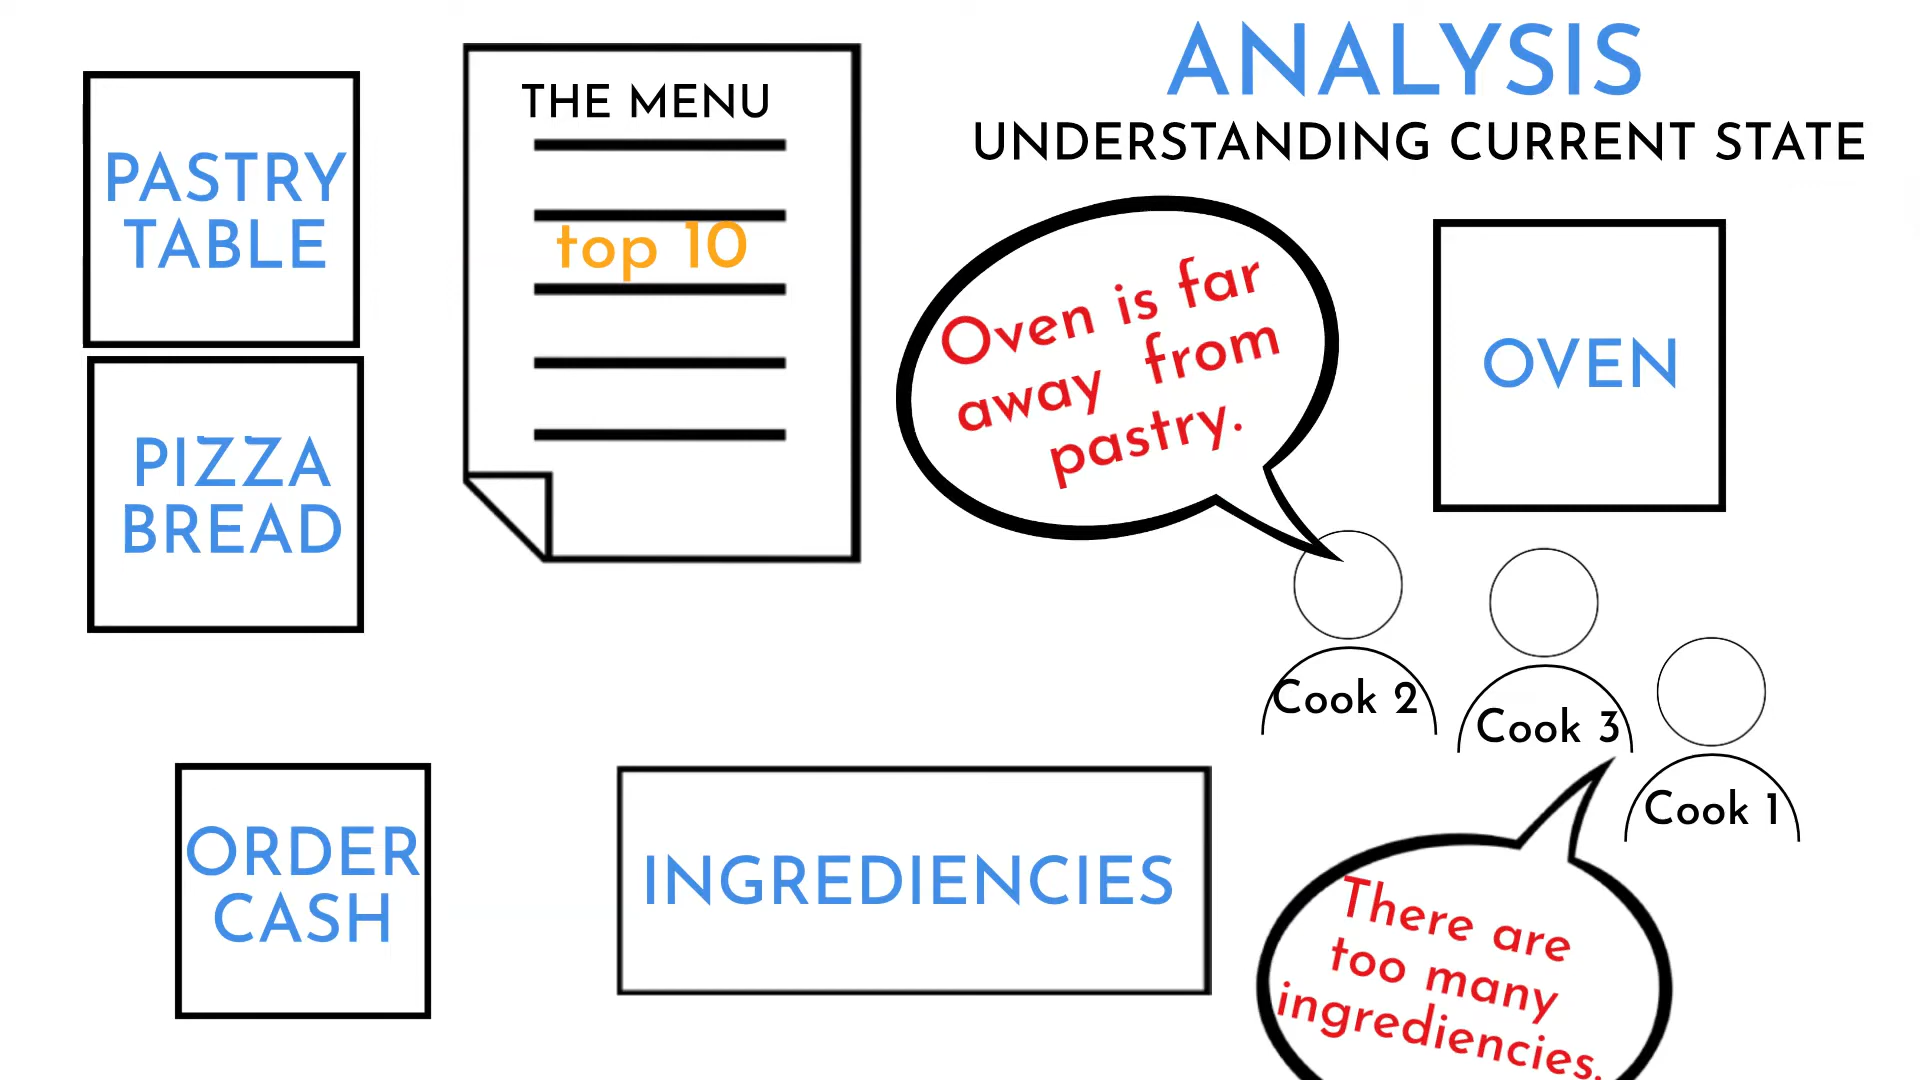 ANALYSIS
UNDERSTANDING CURRENT STATE
THE MENU
top 10
PASTRY
TABLE
PIZZA
BREAD
Oven is far
away from
pastry.
OVEN
Cook 2
Cook 3
Cook 1
ORDER
CASH
INGREDIENCIES
There are
too many
ingrediencies.